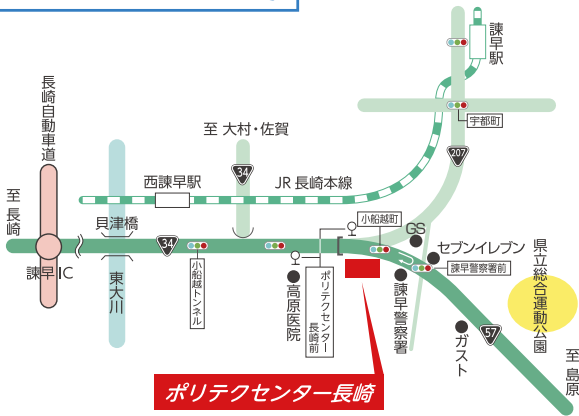 諫早駅
宇都町
207
長崎自動車道
至 大村・佐賀
34
西諫早駅
JR 長崎本線
至 長崎
貝津橋
34
小船越町
GS
セブンイレブン
諫早IC
東大川
小船越トンネル
高原医院
ポリテクセンター
長崎前
諫早警察署
諫早警察署前
県立総合運動公園
57
ガスト
至 島原
ポリテクセンター長崎